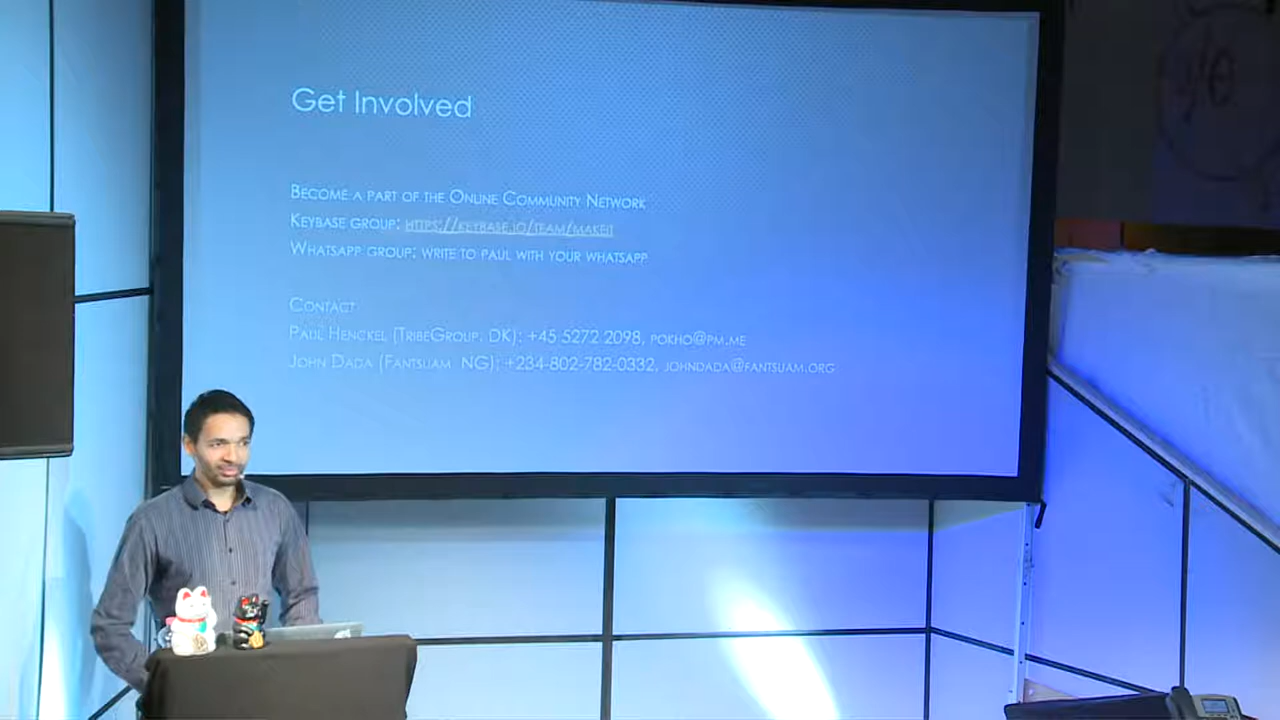 Get Involved
Become a part of the Online Community Network
Keybase group: https://keybase.io/team/makeit
Whatsapp group: write to paul with your whatsapp
Contact
Paul Henckel (TribeGroup, DK): +45 5272 2098, pokho@pm.me
John Dada (Fantsuam NG): +234-802-782-0332, johndada@fantsuam.org